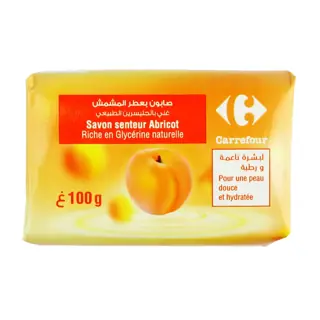 صابون بعطر المشمش
غني بالجليسرين الطبيعي
Savon senteur Abricot
Riche en Glycérine naturelle
Carrefour
لبشرة ناعمة
و رطبة
Pour une peau
douce
et hydratée
100 g غ